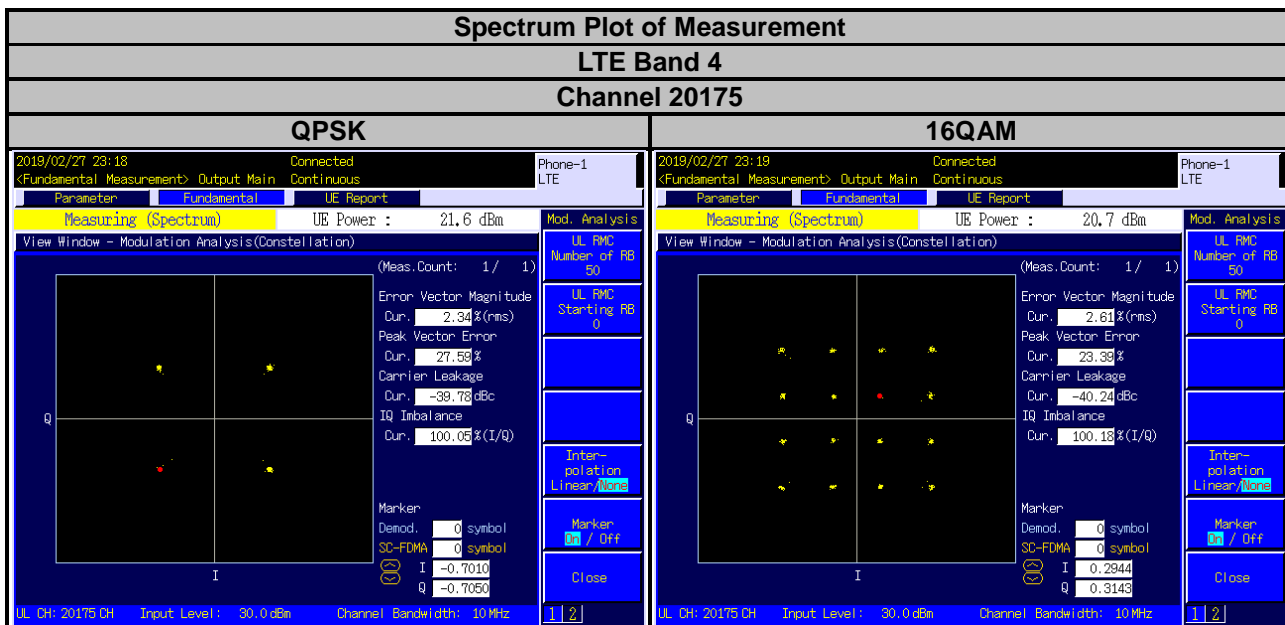 Spectrum Plot of Measurement
LTE Band 4
Channel 20175
QPSK
2019/02/27 23:18 Connected
<Fundamental Measurement> Output Main Continuous
Phone-1
LTE
Parameter Fundamental UE Report
Measuring (Spectrum) UE Power : 21.6 dBm
Mod. Analysis
View Window - Modulation Analysis(Constellation)
(Meas.Count: 1/ 1)
Error Vector Magnitude
Cur. 2.34 %(rms)
Peak Vector Error
Cur. 27.59 %
Carrier Leakage
Cur. -39.78 dBc
IQ Imbalance
Cur. 100.05 %(I/Q)
Marker
Demod. 0 symbol
SC-FDMA 0 symbol
I -0.7010
Q -0.7050
Q
I
UL RMC
Number of RB
50
UL RMC
Starting RB
0
Inter-
polation
Linear/None
Marker
On / Off
Close
UL CH: 20175 CH Input Level: 30.0 dBm Channel Bandwidth: 10 MHz
1 2
16QAM
2019/02/27 23:19 Connected
<Fundamental Measurement> Output Main Continuous
Phone-1
LTE
Parameter Fundamental UE Report
Measuring (Spectrum) UE Power : 20.7 dBm
Mod. Analysis
View Window - Modulation Analysis(Constellation)
(Meas.Count: 1/ 1)
Error Vector Magnitude
Cur. 2.61 %(rms)
Peak Vector Error
Cur. 23.39 %
Carrier Leakage
Cur. -40.24 dBc
IQ Imbalance
Cur. 100.18 %(I/Q)
Marker
Demod. 0 symbol
SC-FDMA 0 symbol
I 0.2944
Q 0.3143
Q
I
UL RMC
Number of RB
50
UL RMC
Starting RB
0
Inter-
polation
Linear/None
Marker
On / Off
Close
UL CH: 20175 CH Input Level: 30.0 dBm Channel Bandwidth: 10 MHz
1 2